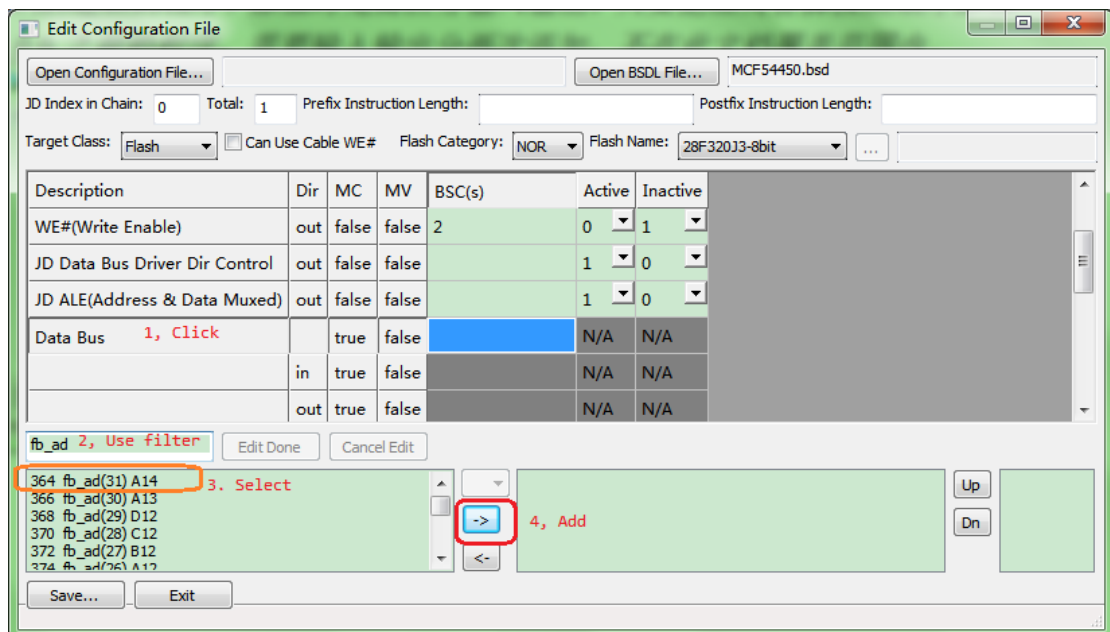 Edit Configuration File
Open Configuration File... Open BSDL File... MCF54450.bsd
JD Index in Chain: 0 Total: 1 Prefix Instruction Length: Postfix Instruction Length:
Target Class: Flash Can Use Cable WE# Flash Category: NOR Flash Name: 28F320J3-8bit ...
Description Dir MC MV BSC(s) Active Inactive
WE#(Write Enable) out false false 2 0 1
JD Data Bus Driver Dir Control out false false 1 0
JD ALE(Address & Data Muxed) out false false 1 0
Data Bus 1, Click true false N/A N/A
in true false N/A N/A
out true false N/A N/A
fb_ad 2, Use filter Edit Done Cancel Edit
364 fb_ad(31) A14 3. Select Up
366 fb_ad(30) A13
368 fb_ad(29) D12 -> 4, Add Dn
370 fb_ad(28) C12
372 fb_ad(27) B12 <-
374 fb_ad(26) A12
Save... Exit